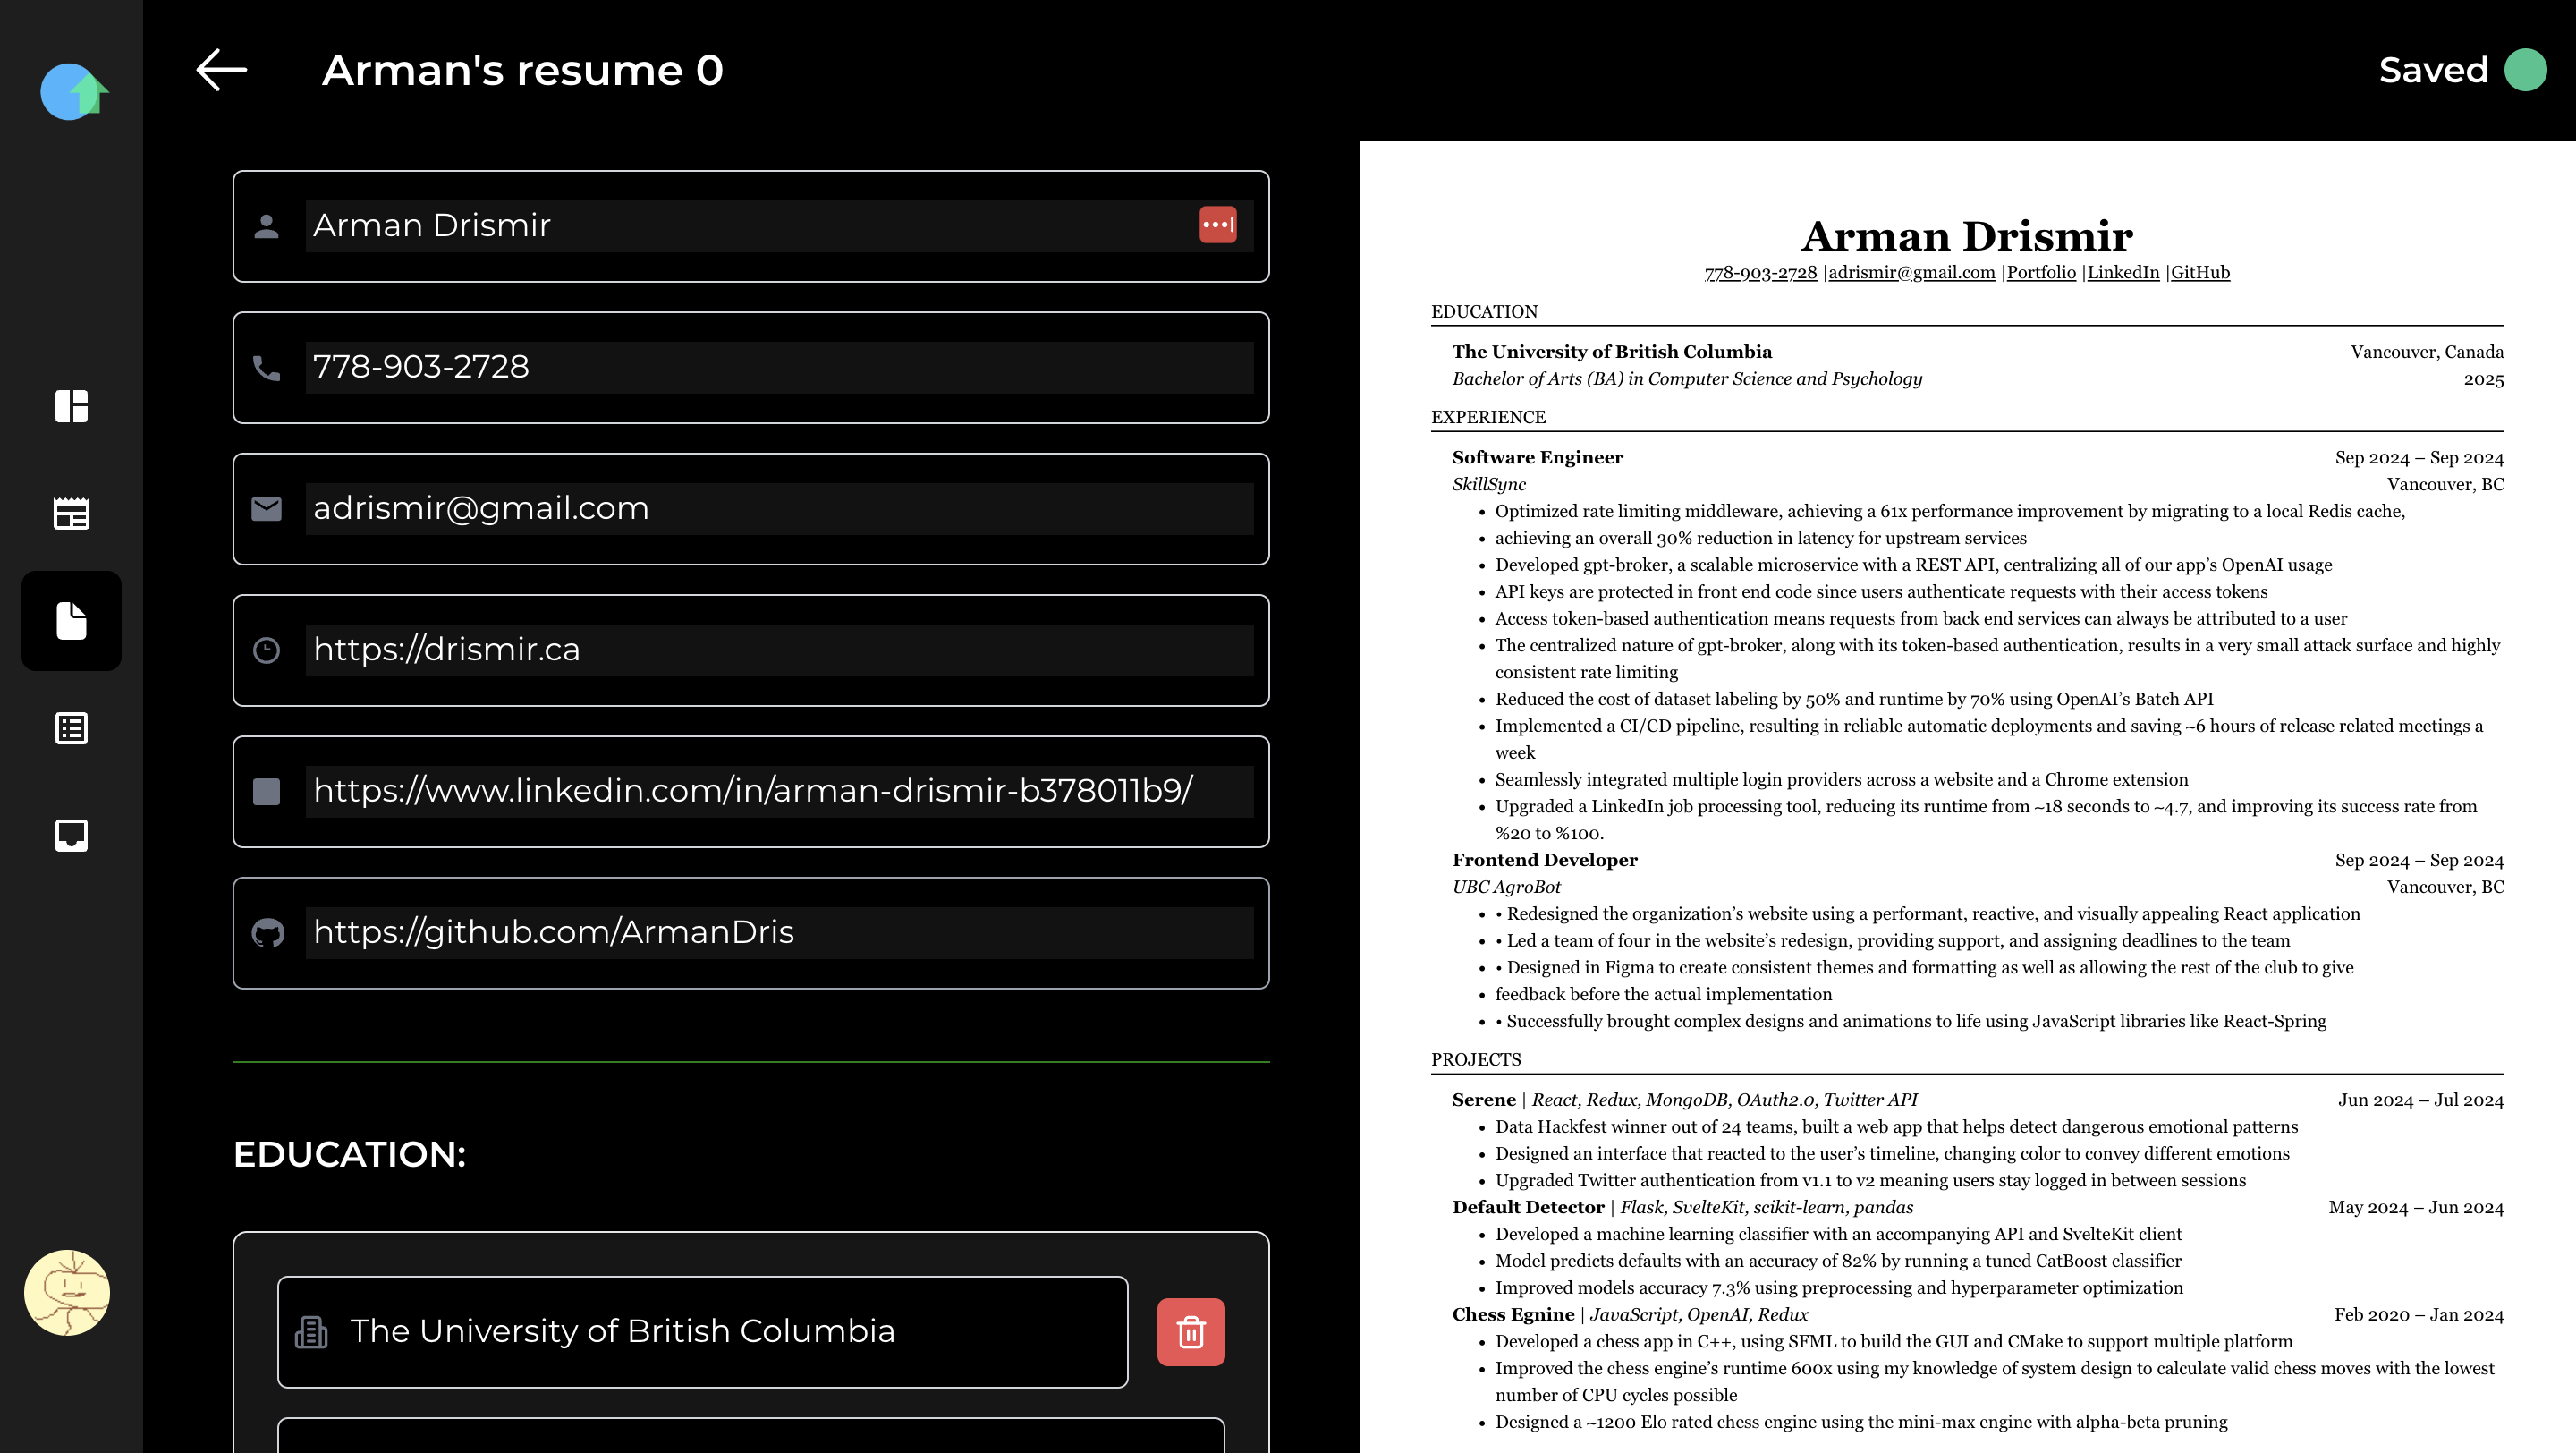 Arman's resume 0
Saved
Arman Drismir
778-903-2728
adrismir@gmail.com
https://drismir.ca
https://www.linkedin.com/in/arman-drismir-b378011b9/
https://github.com/ArmanDris
EDUCATION:
The University of British Columbia
Arman Drismir
778-903-2728 |adrismir@gmail.com |Portfolio |LinkedIn |GitHub
EDUCATION
The University of British Columbia Vancouver, Canada
Bachelor of Arts (BA) in Computer Science and Psychology 2025
EXPERIENCE
Software Engineer Sep 2024 – Sep 2024
SkillSync Vancouver, BC
• Optimized rate limiting middleware, achieving a 61x performance improvement by migrating to a local Redis cache,
• achieving an overall 30% reduction in latency for upstream services
• Developed gpt-broker, a scalable microservice with a REST API, centralizing all of our app’s OpenAI usage
• API keys are protected in front end code since users authenticate requests with their access tokens
• Access token-based authentication means requests from back end services can always be attributed to a user
• The centralized nature of gpt-broker, along with its token-based authentication, results in a very small attack surface and highly
consistent rate limiting
• Reduced the cost of dataset labeling by 50% and runtime by 70% using OpenAI’s Batch API
• Implemented a CI/CD pipeline, resulting in reliable automatic deployments and saving ~6 hours of release related meetings a
week
• Seamlessly integrated multiple login providers across a website and a Chrome extension
• Upgraded a LinkedIn job processing tool, reducing its runtime from ~18 seconds to ~4.7, and improving its success rate from
%20 to %100.
Frontend Developer Sep 2024 – Sep 2024
UBC AgroBot Vancouver, BC
• • Redesigned the organization’s website using a performant, reactive, and visually appealing React application
• • Led a team of four in the website’s redesign, providing support, and assigning deadlines to the team
• • Designed in Figma to create consistent themes and formatting as well as allowing the rest of the club to give
• feedback before the actual implementation
• • Successfully brought complex designs and animations to life using JavaScript libraries like React-Spring
PROJECTS
Serene | React, Redux, MongoDB, OAuth2.0, Twitter API Jun 2024 – Jul 2024
• Data Hackfest winner out of 24 teams, built a web app that helps detect dangerous emotional patterns
• Designed an interface that reacted to the user’s timeline, changing color to convey different emotions
• Upgraded Twitter authentication from v1.1 to v2 meaning users stay logged in between sessions
Default Detector | Flask, SvelteKit, scikit-learn, pandas May 2024 – Jun 2024
• Developed a machine learning classifier with an accompanying API and SvelteKit client
• Model predicts defaults with an accuracy of 82% by running a tuned CatBoost classifier
• Improved models accuracy 7.3% using preprocessing and hyperparameter optimization
Chess Egnine | JavaScript, OpenAI, Redux Feb 2020 – Jan 2024
• Developed a chess app in C++, using SFML to build the GUI and CMake to support multiple platform
• Improved the chess engine’s runtime 600x using my knowledge of system design to calculate valid chess moves with the lowest
number of CPU cycles possible
• Designed a ~1200 Elo rated chess engine using the mini-max engine with alpha-beta pruning